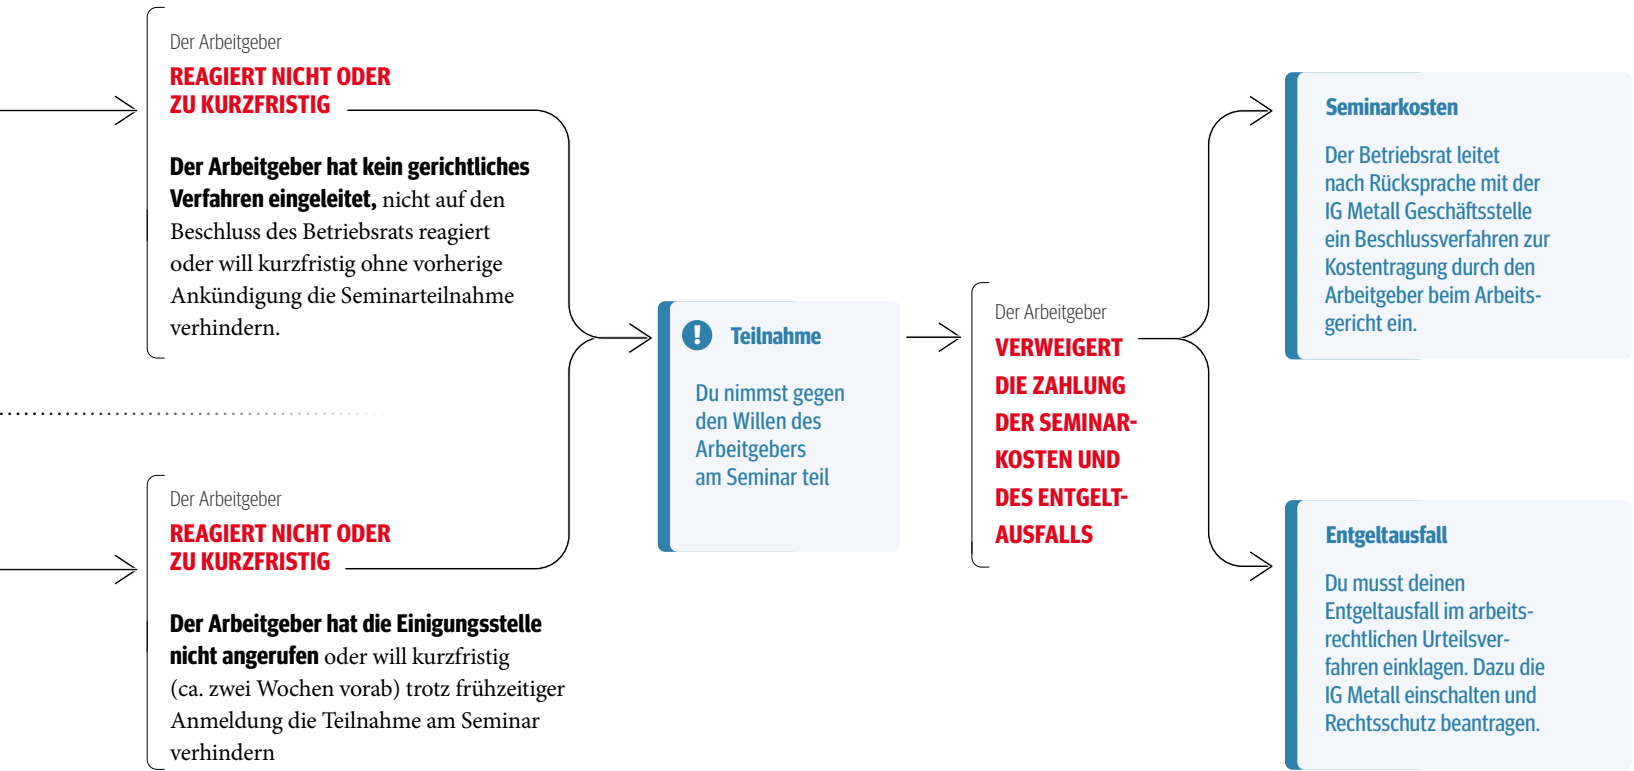 Der Arbeitgeber
REAGIERT NICHT ODER
ZU KURZFRISTIG
Der Arbeitgeber hat kein gerichtliches
Verfahren eingeleitet, nicht auf den
Beschluss des Betriebsrats reagiert
oder will kurzfristig ohne vorherige
Ankündigung die Seminarteilnahme
verhindern.
Der Arbeitgeber
REAGIERT NICHT ODER
ZU KURZFRISTIG
Der Arbeitgeber hat die Einigungsstelle
nicht angerufen oder will kurzfristig
(ca. zwei Wochen vorab) trotz frühzeitiger
Anmeldung die Teilnahme am Seminar
verhindern
! Teilnahme
Du nimmst gegen
den Willen des
Arbeitgebers
am Seminar teil
Der Arbeitgeber
VERWEIGERT
DIE ZAHLUNG
DER SEMINAR-
KOSTEN UND
DES ENTGELT-
AUSFALLS
Seminarkosten
Der Betriebsrat leitet
nach Rücksprache mit der
IG Metall Geschäftsstelle
ein Beschlussverfahren zur
Kostentragung durch den
Arbeitgeber beim Arbeits-
gericht ein.
Entgeltausfall
Du musst deinen
Entgeltausfall im arbeits-
rechtlichen Urteilsver-
fahren einklagen. Dazu die
IG Metall einschalten und
Rechtsschutz beantragen.